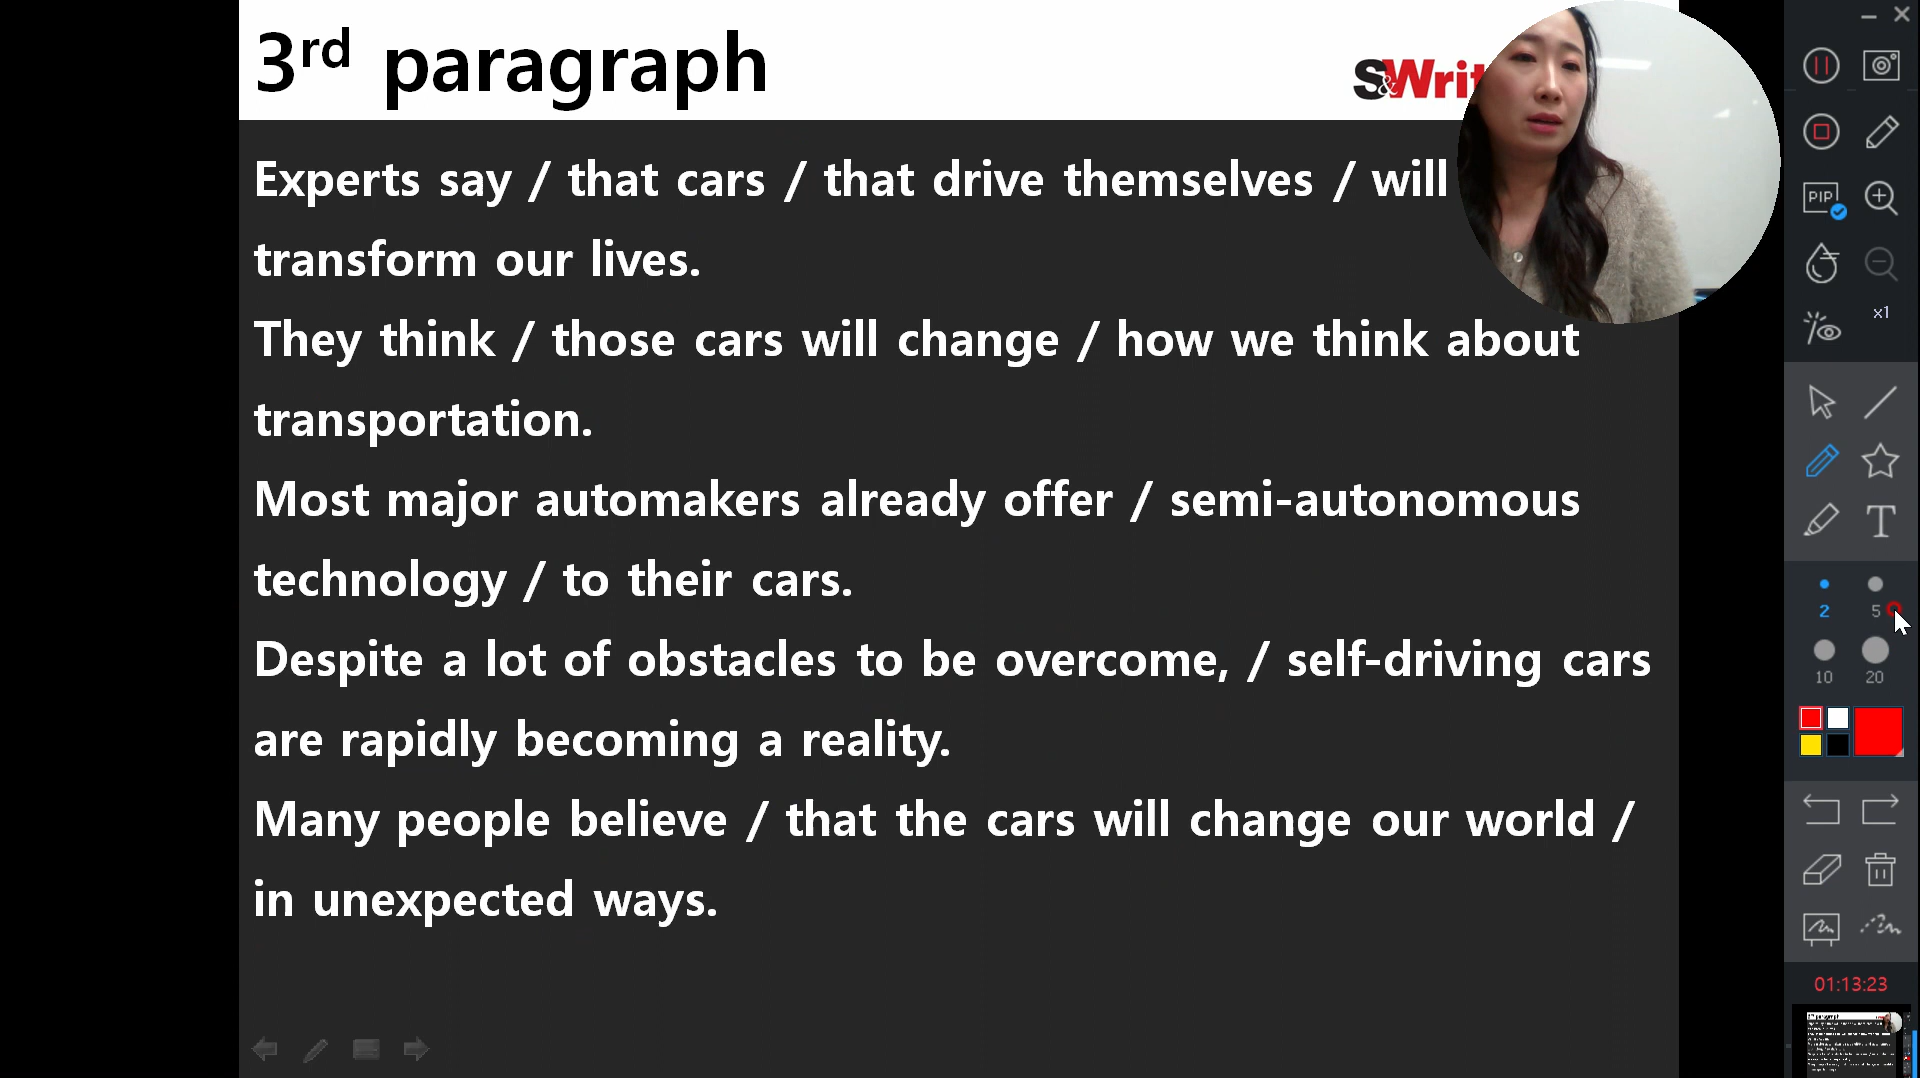 3rd paragraph
S&Writ
Experts say / that cars / that drive themselves / will
transform our lives.
They think / those cars will change / how we think about
transportation.
Most major automakers already offer / semi-autonomous
technology / to their cars.
Despite a lot of obstacles to be overcome, / self-driving cars
are rapidly becoming a reality.
Many people believe / that the cars will change our world /
in unexpected ways.
PIP
x1
T
2 5
10 20
01:13:23